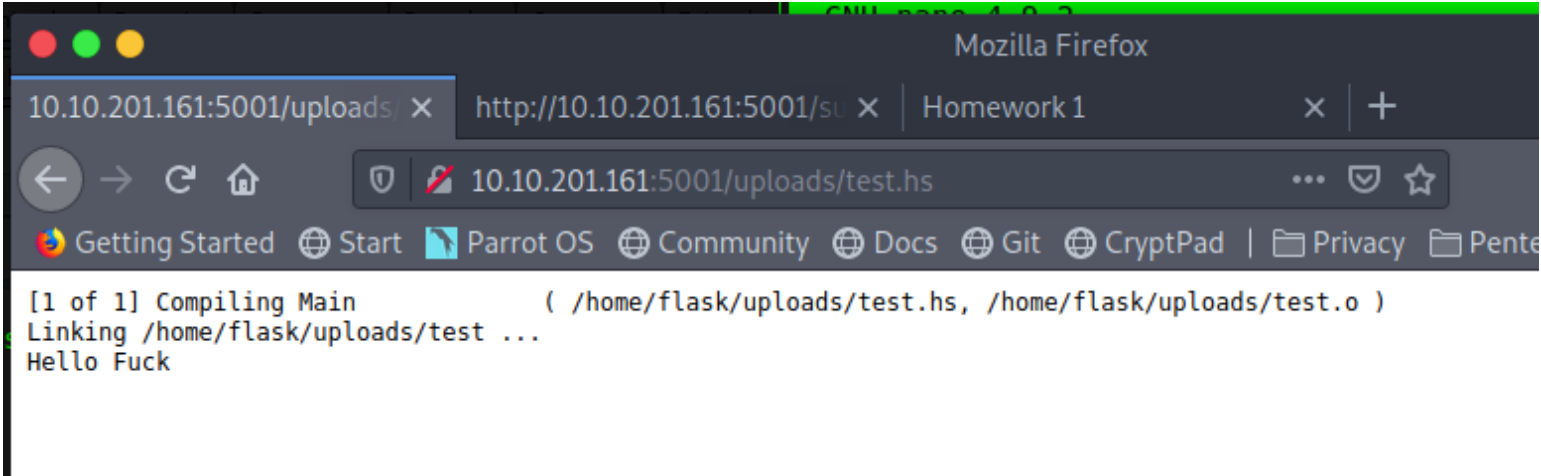 GNU nano 4.9.2
Mozilla Firefox
10.10.201.161:5001/uploads/ × http://10.10.201.161:5001/su × Homework 1 × +
10.10.201.161:5001/uploads/test.hs
Getting Started Start Parrot OS Community Docs Git CryptPad | Privacy Pente
[1 of 1] Compiling Main ( /home/flask/uploads/test.hs, /home/flask/uploads/test.o )
Linking /home/flask/uploads/test ...
Hello Fuck